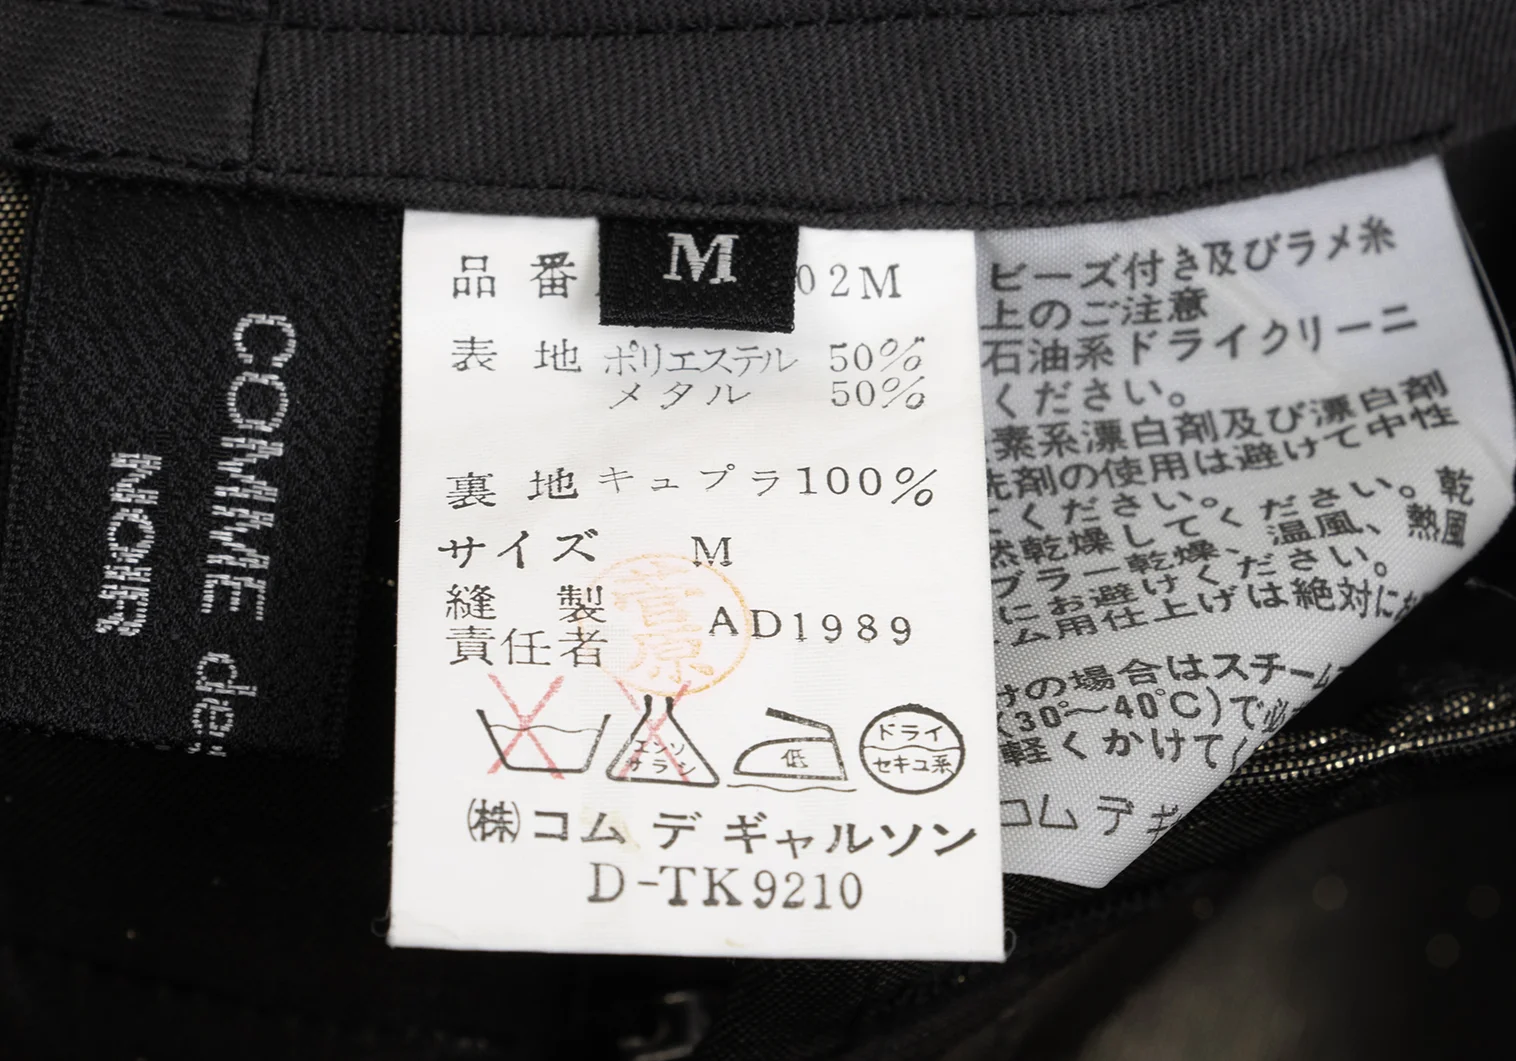 COMME des
NOIR
M
品番 02M
表地 ポリエステル 50%
メタル 50%
裏地 キュプラ 100%
サイズ M
縫製
責任者 AD1989
菅原
エンソ
サラシ
低
ドライ
セキユ系
(株)コム デ ギャルソン
D-TK9210
ビーズ付き及びラメ糸
上のご注意
石油系ドライクリーニ
ください。
素系漂白剤及び漂白剤
洗剤の使用は避けて中性
ください。
然乾燥してください。乾
ブラー乾燥、温風、熱風
にお避けください。
ム用仕上げは絶対に
けの場合はスチーム
(30℃〜40℃)で必
軽くかけて
コム デ ギ